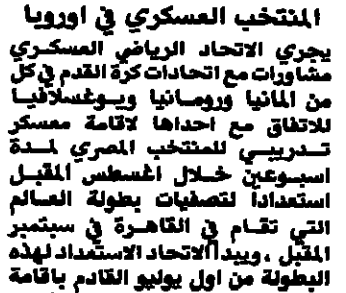 المنتخب العسكري في اوروبا
يجري الاتحاد الرياضي العسكري
مشاورات مع اتحادات كرة القدم في كل
من المانيا ورومانيا ويوغسلافيا
للاتفاق مع احداها لاقامة معسكر
تدريبي للمنتخب المصري لمدة
اسبوعين خلال اغسطس المقبل
استعدادا لتصفيات بطولة العالم
التي تقام في القاهرة في سبتمبر
المقبل ، ويبدا الاتحاد الاستعداد لهذه
البطولة من اول يوليو القادم باقامة